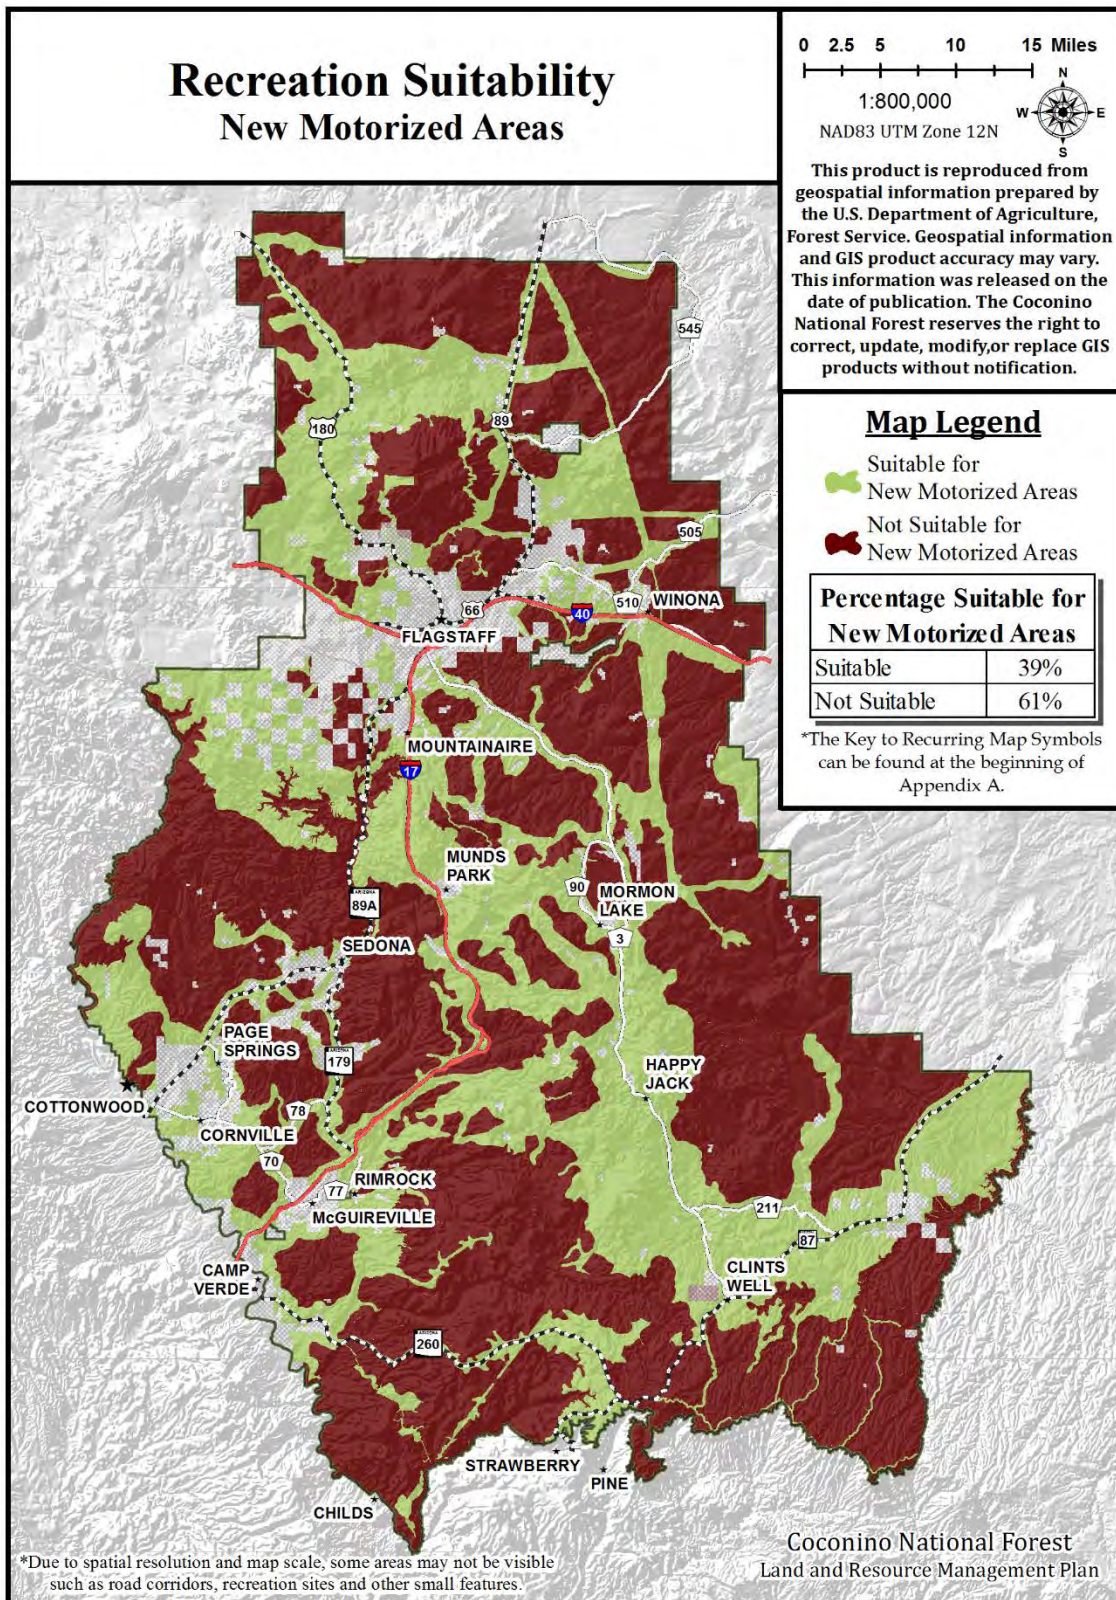 Recreation Suitability
New Motorized Areas
0 2.5 5 10 15 Miles
1:800,000
NAD83 UTM Zone 12N
N
W E
S
This product is reproduced from
geospatial information prepared by
the U.S. Department of Agriculture,
Forest Service. Geospatial information
and GIS product accuracy may vary.
This information was released on the
date of publication. The Coconino
National Forest reserves the right to
correct, update, modify,or replace GIS
products without notification.
Map Legend
Suitable for
New Motorized Areas
Not Suitable for
New Motorized Areas
Percentage Suitable for
New Motorized Areas
Suitable 39%
Not Suitable 61%
*The Key to Recurring Map Symbols
can be found at the beginning of
Appendix A.
545
180
89
505
66
40
510
WINONA
FLAGSTAFF
MOUNTAINAIRE
17
MUNDS
PARK
90
MORMON
LAKE
ARIZONA
89A
3
SEDONA
PAGE
SPRINGS
ARIZONA
179
HAPPY
JACK
COTTONWOOD
78
CORNVILLE
70
RIMROCK
77
McGUIREVILLE
211
87
CAMP
VERDE
CLINTS
WELL
ARIZONA
260
STRAWBERRY
PINE
CHILDS
*Due to spatial resolution and map scale, some areas may not be visible
such as road corridors, recreation sites and other small features.
Coconino National Forest
Land and Resource Management Plan